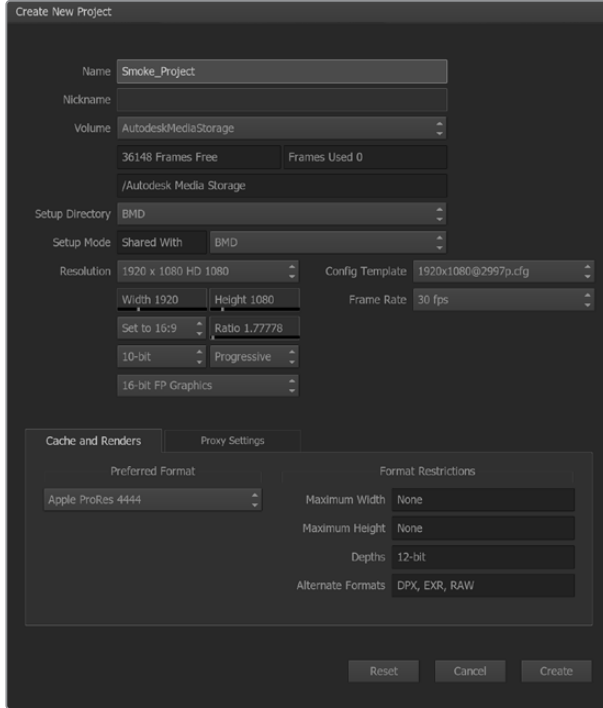 Create New Project
Name Smoke_Project
Nickname
Volume AutodeskMediaStorage
36148 Frames Free Frames Used 0
/Autodesk Media Storage
Setup Directory BMD
Setup Mode Shared With BMD
Resolution 1920 x 1080 HD 1080 Config Template 1920x1080@2997p.cfg
Width 1920 Height 1080 Frame Rate 30 fps
Set to 16:9 Ratio 1.77778
10-bit Progressive
16-bit FP Graphics
Cache and Renders Proxy Settings
Preferred Format Format Restrictions
Apple ProRes 4444 Maximum Width None
Maximum Height None
Depths 12-bit
Alternate Formats DPX, EXR, RAW
Reset Cancel Create